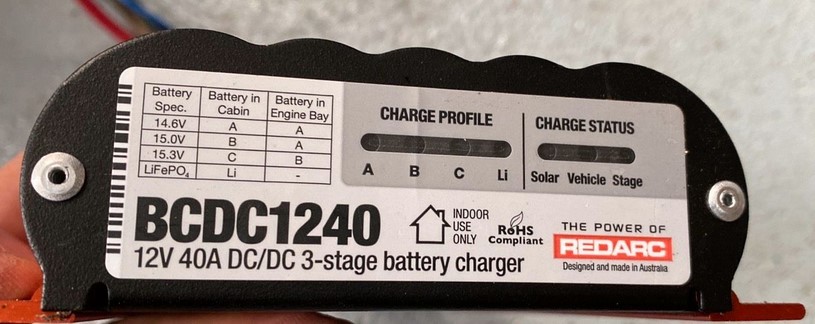 Battery Spec. Battery in Cabin Battery in Engine Bay
14.6V A A
15.0V B A
15.3V C B
LiFePO₄ Li -
CHARGE PROFILE
A B C Li
CHARGE STATUS
Solar Vehicle Stage
BCDC1240
12V 40A DC/DC 3-stage battery charger
INDOOR
USE
ONLY
RoHS
Compliant
THE POWER OF
REDARC
Designed and made in Australia